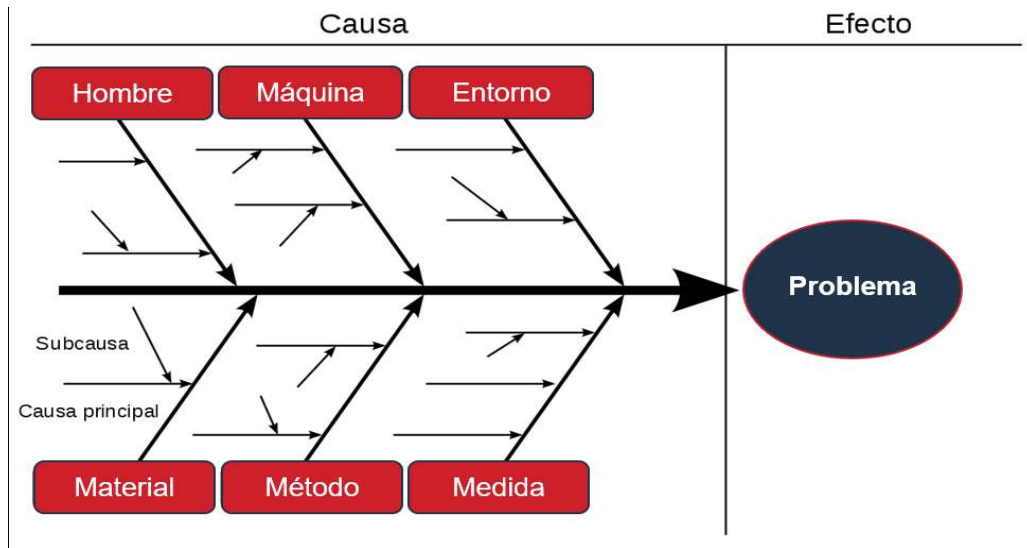 Causa
Efecto
Hombre
Máquina
Entorno
Problema
Subcausa
Causa principal
Material
Método
Medida